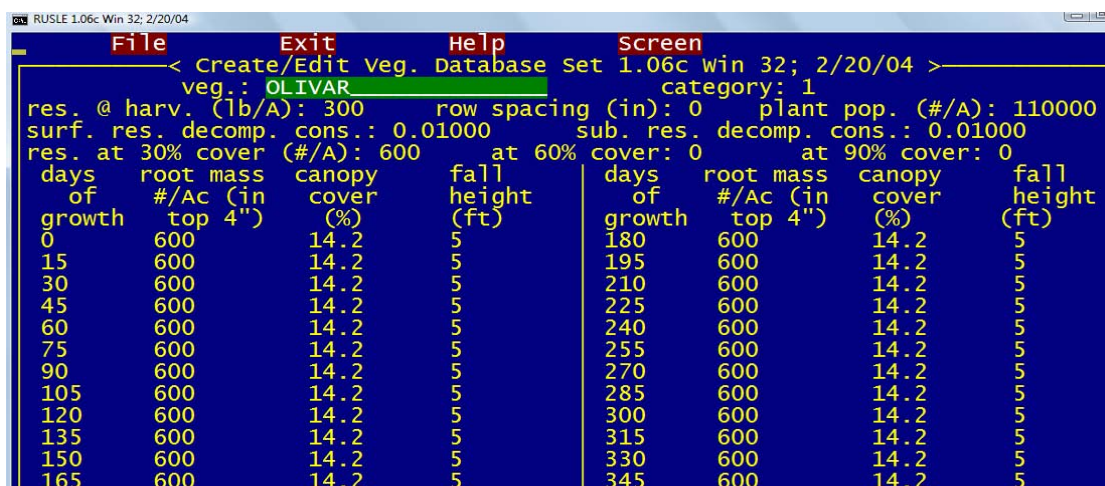 RUSLE 1.06c Win 32; 2/20/04
File Exit Help Screen
< Create/Edit Veg. Database Set 1.06c Win 32; 2/20/04 >
veg.: OLIVAR________________ category: 1
res. @ harv. (lb/A): 300 row spacing (in): 0 plant pop. (#/A): 110000
surf. res. decomp. cons.: 0.01000 sub. res. decomp. cons.: 0.01000
res. at 30% cover (#/A): 600 at 60% cover: 0 at 90% cover: 0
days root mass canopy fall days root mass canopy fall
of #/Ac (in cover height of #/Ac (in cover height
growth top 4") (%) (ft) growth top 4") (%) (ft)
0 600 14.2 5 180 600 14.2 5
15 600 14.2 5 195 600 14.2 5
30 600 14.2 5 210 600 14.2 5
45 600 14.2 5 225 600 14.2 5
60 600 14.2 5 240 600 14.2 5
75 600 14.2 5 255 600 14.2 5
90 600 14.2 5 270 600 14.2 5
105 600 14.2 5 285 600 14.2 5
120 600 14.2 5 300 600 14.2 5
135 600 14.2 5 315 600 14.2 5
150 600 14.2 5 330 600 14.2 5
165 600 14.2 5 345 600 14.2 5